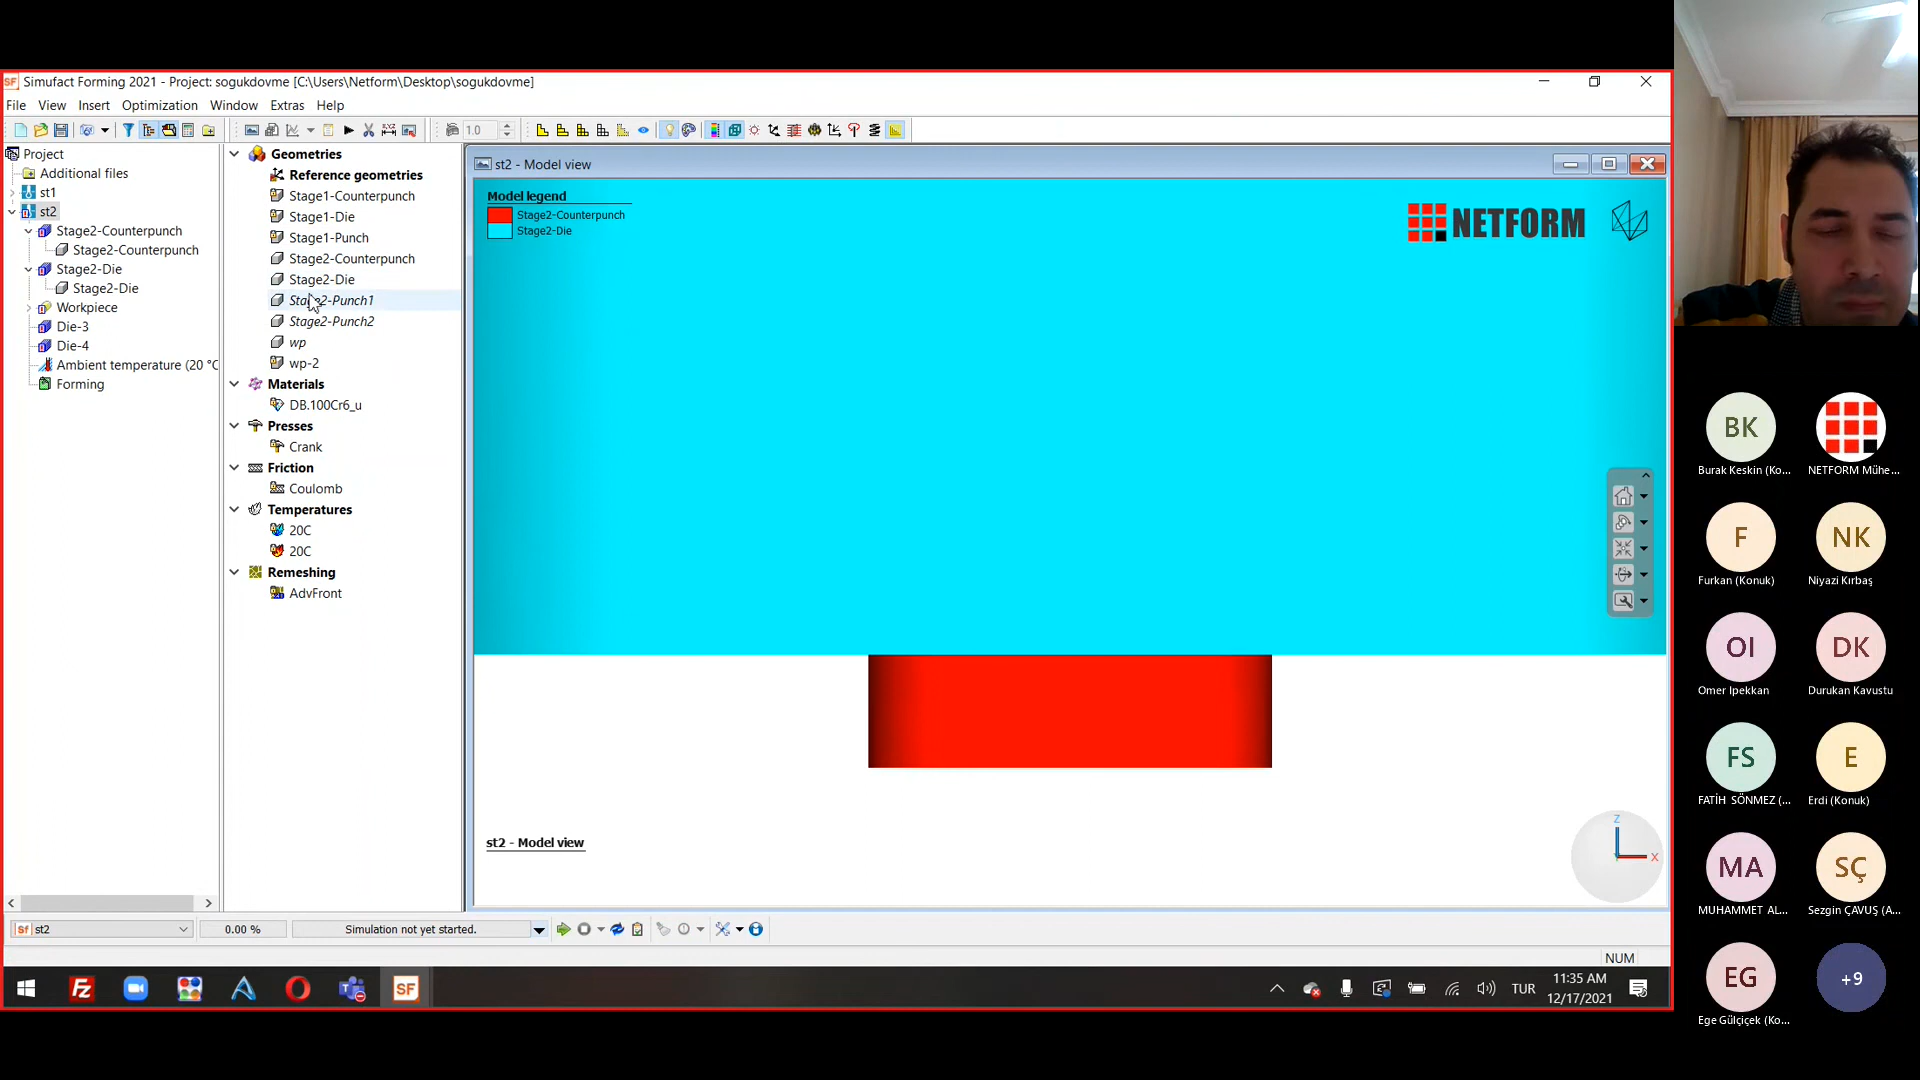 Simufact Forming 2021 - Project: sogukdovme [C:\Users\Netform\Desktop\sogukdovme]
File View Insert Optimization Window Extras Help
1.0
Project
Additional files
st1
st2
Stage2-Counterpunch
Stage2-Counterpunch
Stage2-Die
Stage2-Die
Workpiece
Die-3
Die-4
Ambient temperature (20 °C
Forming
Geometries
Reference geometries
Stage1-Counterpunch
Stage1-Die
Stage1-Punch
Stage2-Counterpunch
Stage2-Die
Stage2-Punch1
Stage2-Punch2
wp
wp-2
Materials
DB.100Cr6_u
Presses
Crank
Friction
Coulomb
Temperatures
20C
20C
Remeshing
AdvFront
st2 - Model view
Model legend
Stage2-Counterpunch
Stage2-Die
NETFORM
st2 - Model view
Z
X
st2
0.00 %
Simulation not yet started.
NUM
TUR
11:35 AM
12/17/2021
BK
Burak Keskin (Ko...
NETFORM Mühe...
F
Furkan (Konuk)
NK
Niyazi Kırbaş
OI
Omer Ipekkan
DK
Durukan Kavustu
FS
FATİH SÖNMEZ (...
E
Erdi (Konuk)
MA
MUHAMMET AL...
SÇ
Sezgin ÇAVUŞ (A...
EG
Ege Gülçiçek (Ko...
+9